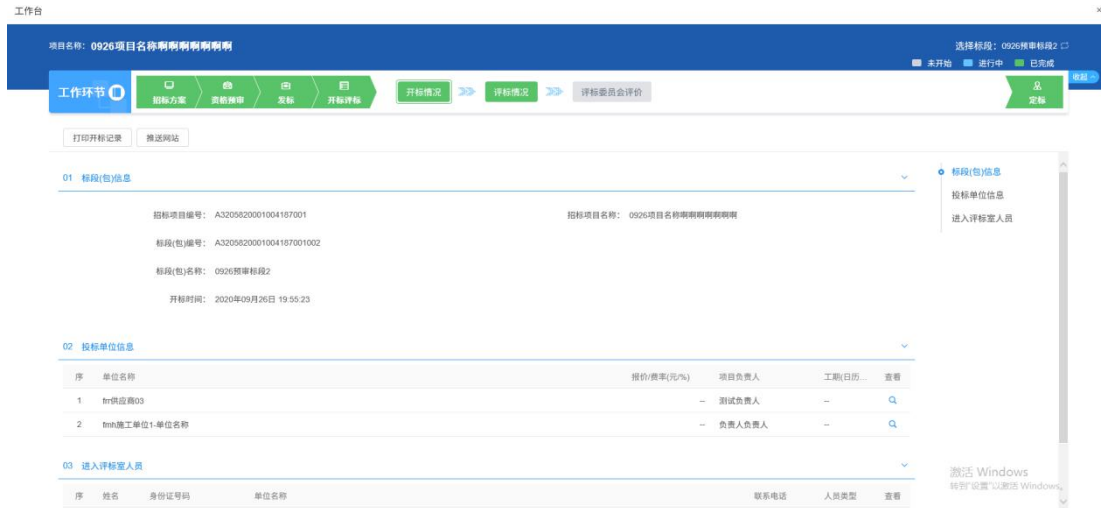 工作台 ×
项目名称: 0926项目名称啊啊啊啊啊啊啊 选择标段: 0926预审标段2
未开始 进行中 已完成
收起
工作环节 招标方案 资格预审 发标 开标评标 开标情况 评标情况 评标委员会评价 定标
打印开标记录 推送网站
01 标段(包)信息
招标项目编号: A3205820001004187001 招标项目名称: 0926项目名称啊啊啊啊啊啊啊
标段(包)编号: A3205820001004187001002
标段(包)名称: 0926预审标段2
开标时间: 2020年09月26日 19:55:23
标段(包)信息
投标单位信息
进入评标室人员
02 投标单位信息
序 单位名称 报价/费率(元/%) 项目负责人 工期(日历... 查看
1 frr供应商03 -- 测试负责人 --
2 fmh施工单位1-单位名称 -- 负责人负责人 --
03 进入评标室人员
序 姓名 身份证号码 单位名称 联系电话 人员类型 查看
激活 Windows
转到"设置"以激活 Windows。